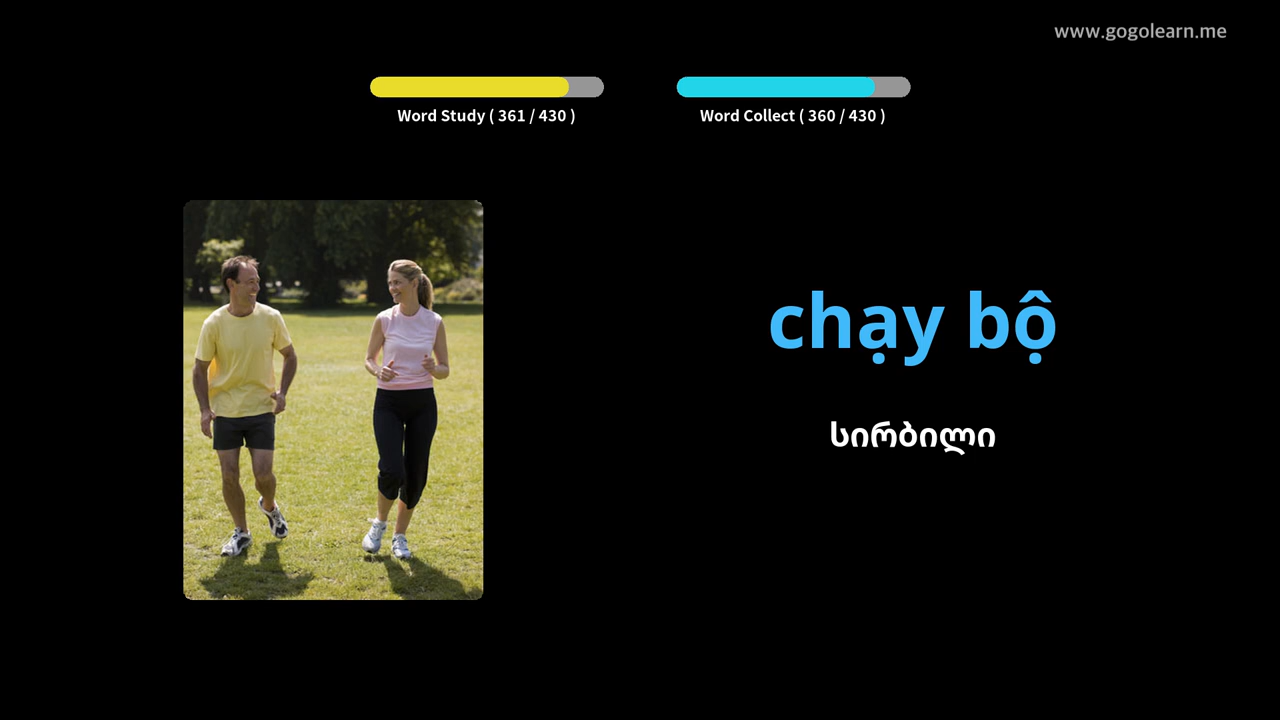 www.gogolearn.me
Word Study ( 361 / 430 )
Word Collect ( 360 / 430 )
chạy bộ
სირბილი